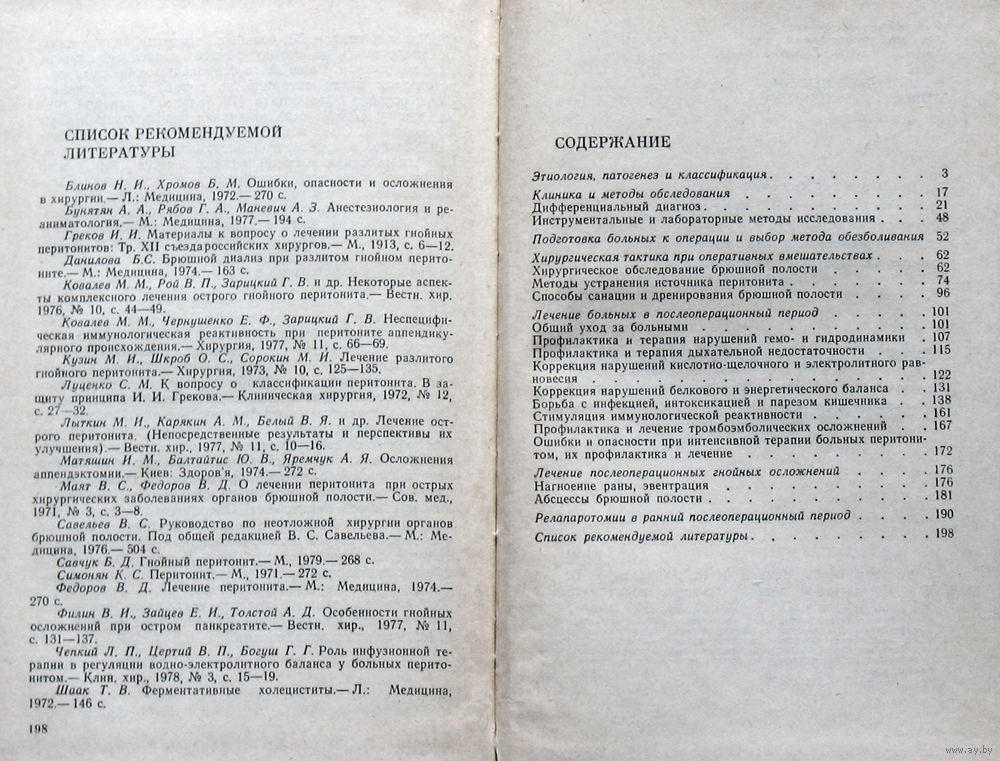 СПИСОК РЕКОМЕНДУЕМОЙ
ЛИТЕРАТУРЫ
Блинов Н. И., Хромов Б. М. Ошибки, опасности и осложнения
в хирургии.— Л.: Медицина, 1972.— 270 с.
Бунятян А. А., Рябов Г. А., Маневич А. З. Анестезиология и ре-
аниматология.— М.: Медицина, 1977.— 194 с.
Греков И. И. Материалы к вопросу о лечении разлитых гнойных
перитонитов: Тр. XII съезда российских хирургов.— М., 1913, с. 6—12.
Данилова Б.С. Брюшной диализ при разлитом гнойном перито-
ните.— М.: Медицина, 1974.— 163 с.
Ковалев М. М., Рой В. П., Зарицкий Г. В. и др. Некоторые аспек-
ты комплексного лечения острого гнойного перитонита.— Вестн. хир.
1976, № 10, с. 44—49.
Ковалев М. М., Чернушенко Е. Ф., Зарицкий Г. В. Неспецифи-
ческая иммунологическая реактивность при перитоните аппендику-
лярного происхождения.— Хирургия, 1977, № 11, с. 66—69.
Кузин М. И., Шкроб О. С., Сорокин М. И. Лечение разлитого
гнойного перитонита.— Хирургия, 1973, № 10, с. 125—135.
Луценко С. М. К вопросу о классификации перитонита. В за-
щиту принципа И. И. Грекова.— Клиническая хирургия, 1972, № 12,
с. 27—32.
Лыткин М. И., Карякин А. М., Белый В. Я. и др. Лечение ост-
рого перитонита. (Непосредственные результаты и перспективы их
улучшения).— Вестн. хир., 1977, № 11, с. 10—16.
Матяшин И. М., Балтайтис Ю. В., Яремчук А. Я. Осложнения
аппендэктомии.— Киев: Здоров'я, 1974.— 272 с.
Маят В. С., Федоров В. Д. О лечении перитонита при острых
хирургических заболеваниях органов брюшной полости.— Сов. мед.,
1971, № 3, с. 3—8.
Савельев В. С. Руководство по неотложной хирургии органов
брюшной полости. Под общей редакцией В. С. Савельева.— М.: Ме-
дицина, 1976.— 504 с.
Савчук Б. Д. Гнойный перитонит.— М., 1979.— 268 с.
Симонян К. С. Перитонит.— М., 1971.— 272 с.
Федоров В. Д. Лечение перитонита.— М.: Медицина, 1974.—
270 с.
Филин В. И., Зайцев Е. И., Толстой А. Д. Особенности гнойных
осложнений при остром панкреатите.— Вестн. хир., 1977, № 11,
с. 131—137.
Чепкий Л. П., Цертий В. П., Богуш Г. Г. Роль инфузионной те-
рапии в регуляции водно-электролитного баланса у больных перито-
нитом.— Клин. хир., 1978, № 3, с. 15—19.
Шаак Т. В. Ферментативные холециститы.— Л.: Медицина,
1972.— 146 с.
198
СОДЕРЖАНИЕ
Этиология, патогенез и классификация . . . . . . . . 3
Клиника и методы обследования . . . . . . . . 17
Дифференциальный диагноз . . . . . . . . . 21
Инструментальные и лабораторные методы исследования . . . 48
Подготовка больных к операции и выбор метода обезболивания 52
Хирургическая тактика при оперативных вмешательствах . . . 62
Хирургическое обследование брюшной полости . . . . . 62
Методы устранения источника перитонита . . . . . . 74
Способы санации и дренирования брюшной полости . . . . 96
Лечение больных в послеоперационный период . . . . . 101
Общий уход за больными . . . . . . . . . . 101
Профилактика и терапия нарушений гемо- и гидродинамики . 107
Профилактика и терапия дыхательной недостаточности . . . 115
Коррекция нарушений кислотно-щелочного и электролитного рав-
новесия . . . . . . . . . . . . . 122
Коррекция нарушений белкового и энергетического баланса . . 131
Борьба с инфекцией, интоксикацией и парезом кишечника . . 138
Стимуляция иммунологической реактивности . . . . . . 161
Профилактика и лечение тромбоэмболических осложнений . . 167
Ошибки и опасности при интенсивной терапии больных перитони-
том, их профилактика и лечение . . . . . . . . 172
Лечение послеоперационных гнойных осложнений . . . . 176
Нагноение раны, эвентрация . . . . . . . . . 176
Абсцессы брюшной полости . . . . . . . . . 181
Релапаротомии в ранний послеоперационный период . . . . 190
Список рекомендуемой литературы . . . . . . . . 198
www.ay.by